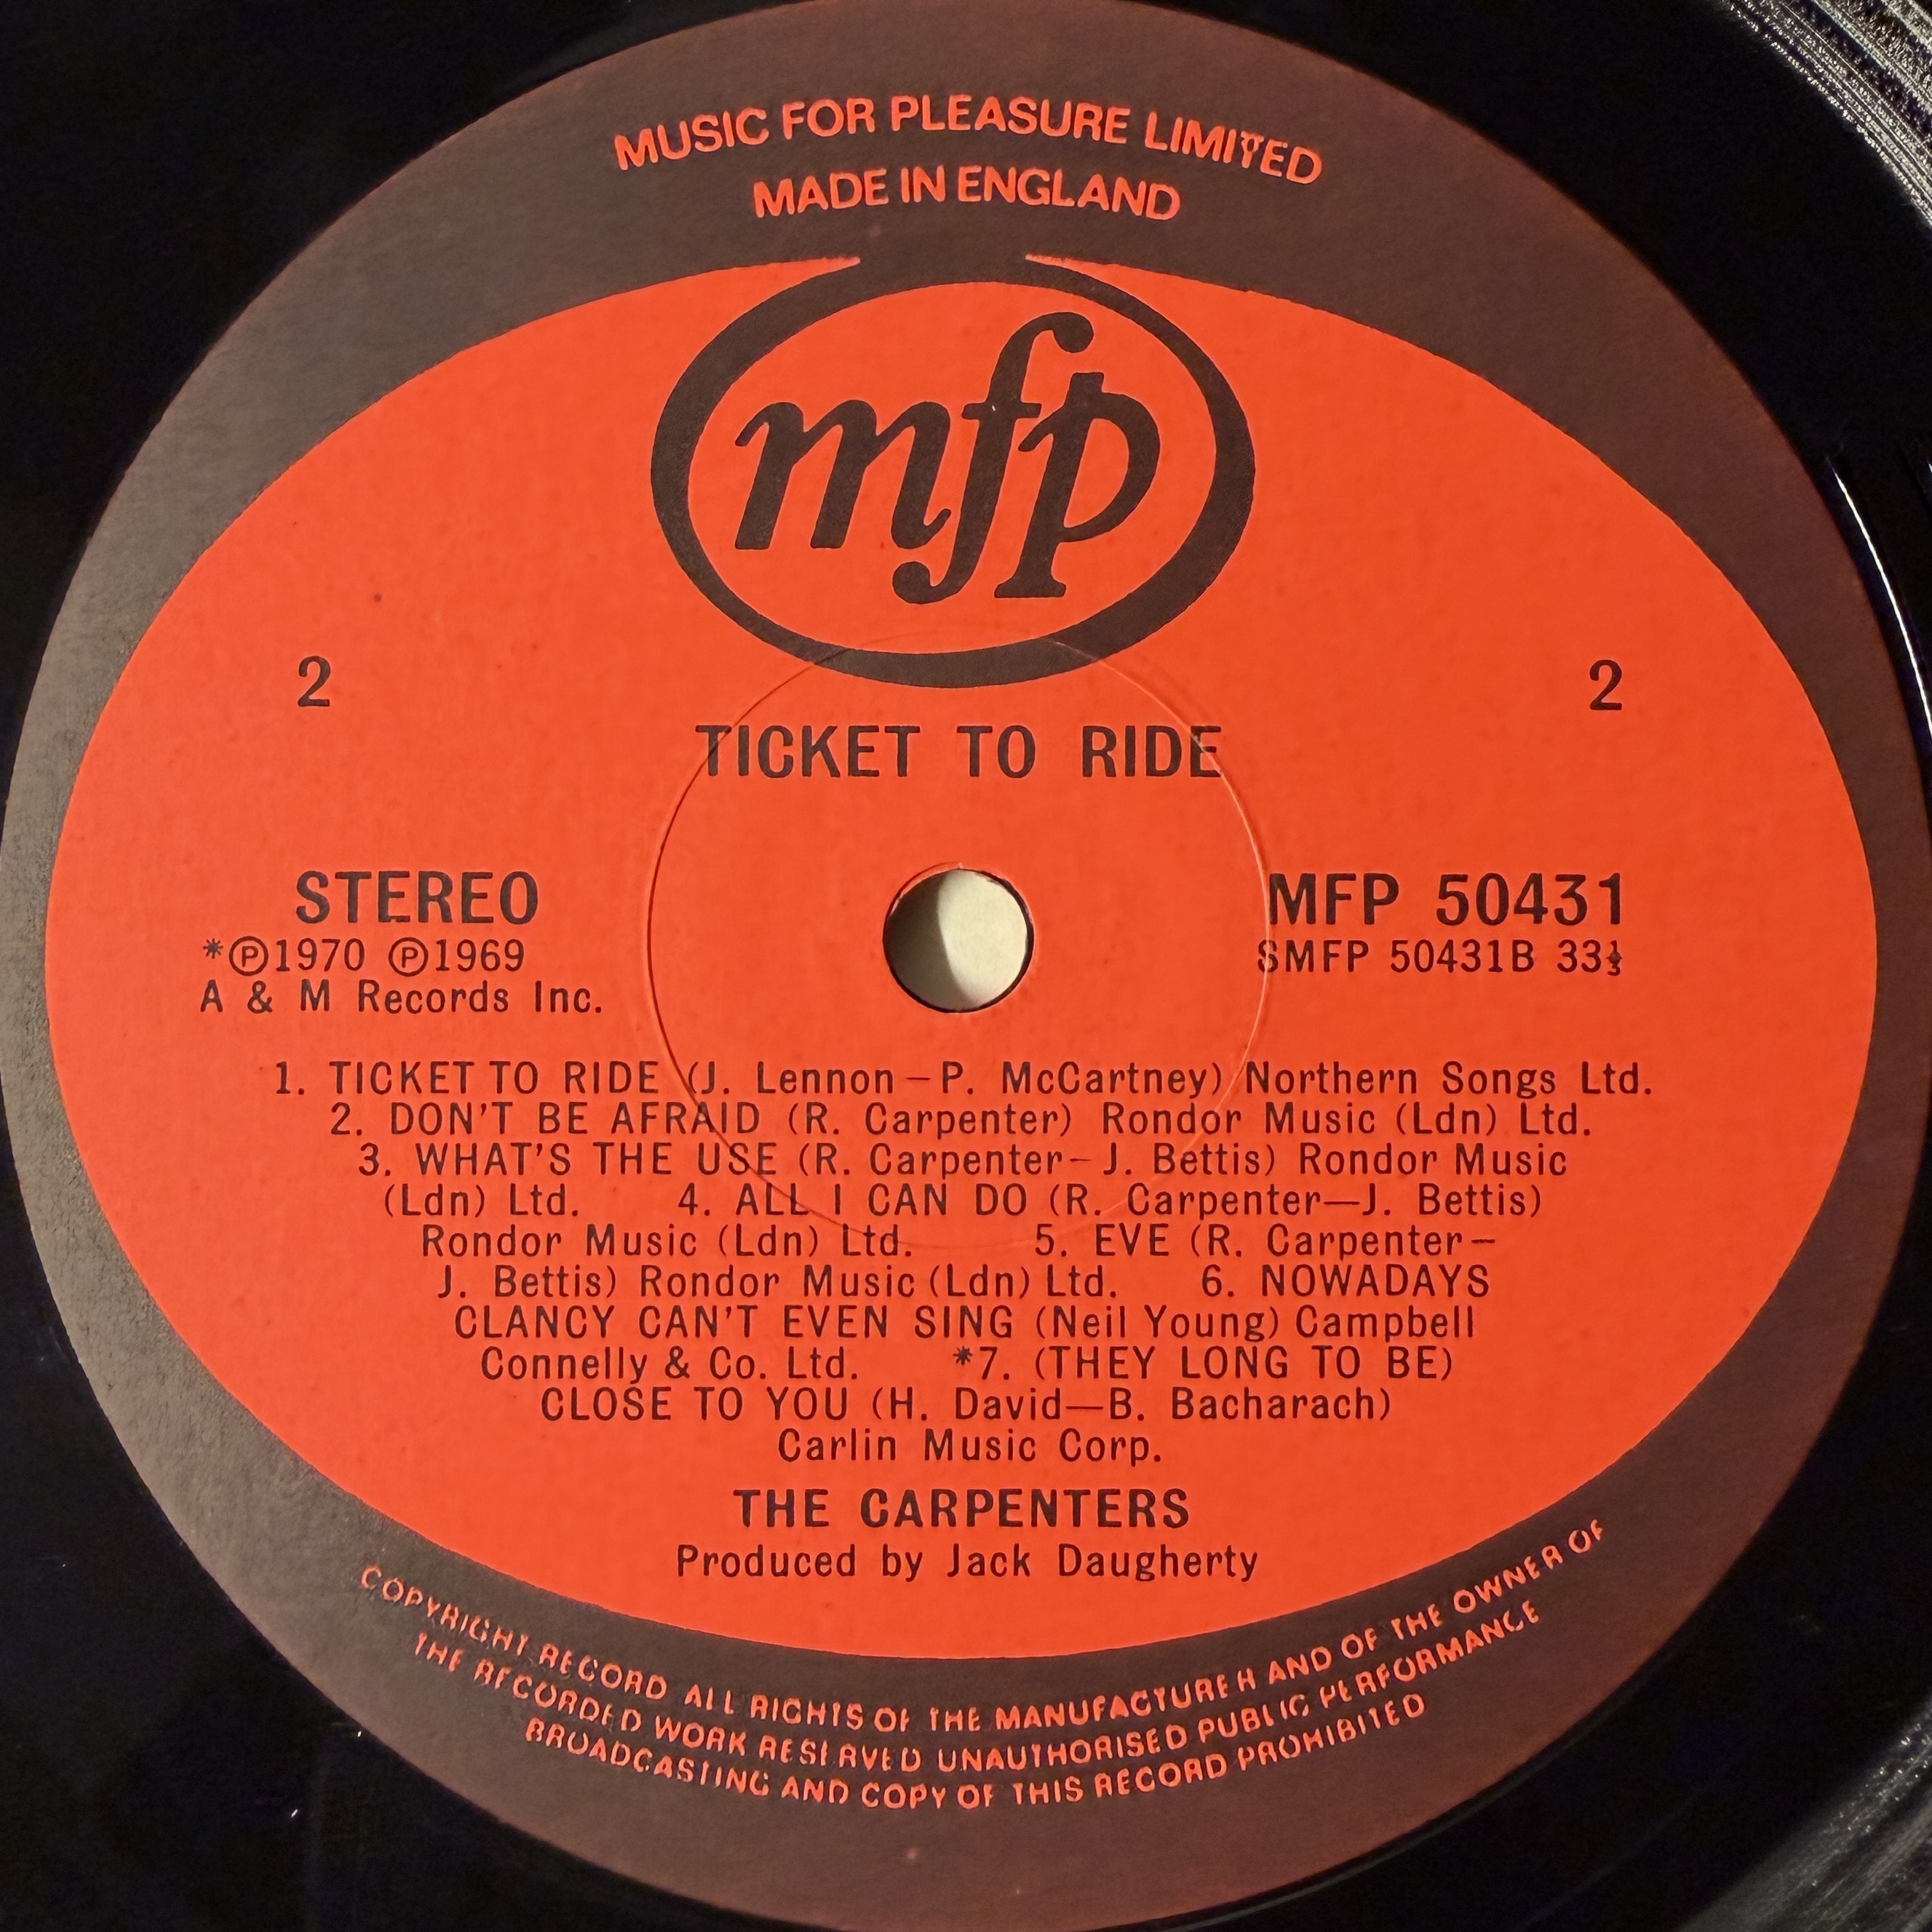 MUSIC FOR PLEASURE LIMITED
MADE IN ENGLAND
mfp
2
2
TICKET TO RIDE
STEREO
MFP 50431
*℗1970 ℗1969
SMFP 50431B 33⅓
A & M Records Inc.
1. TICKET TO RIDE (J. Lennon–P. McCartney) Northern Songs Ltd.
2. DON'T BE AFRAID (R. Carpenter) Rondor Music (Ldn) Ltd.
3. WHAT'S THE USE (R. Carpenter–J. Bettis) Rondor Music
(Ldn) Ltd. 4. ALL I CAN DO (R. Carpenter—J. Bettis)
Rondor Music (Ldn) Ltd. 5. EVE (R. Carpenter–
J. Bettis) Rondor Music (Ldn) Ltd. 6. NOWADAYS
CLANCY CAN'T EVEN SING (Neil Young) Campbell
Connelly & Co. Ltd. *7. (THEY LONG TO BE)
CLOSE TO YOU (H. David—B. Bacharach)
Carlin Music Corp.
THE CARPENTERS
Produced by Jack Daugherty
COPYRIGHT RECORD ALL RIGHTS OF THE MANUFACTURER AND OF THE OWNER OF
THE RECORDED WORK RESERVED UNAUTHORISED PUBLIC PERFORMANCE
BROADCASTING AND COPY OF THIS RECORD PROHIBITED